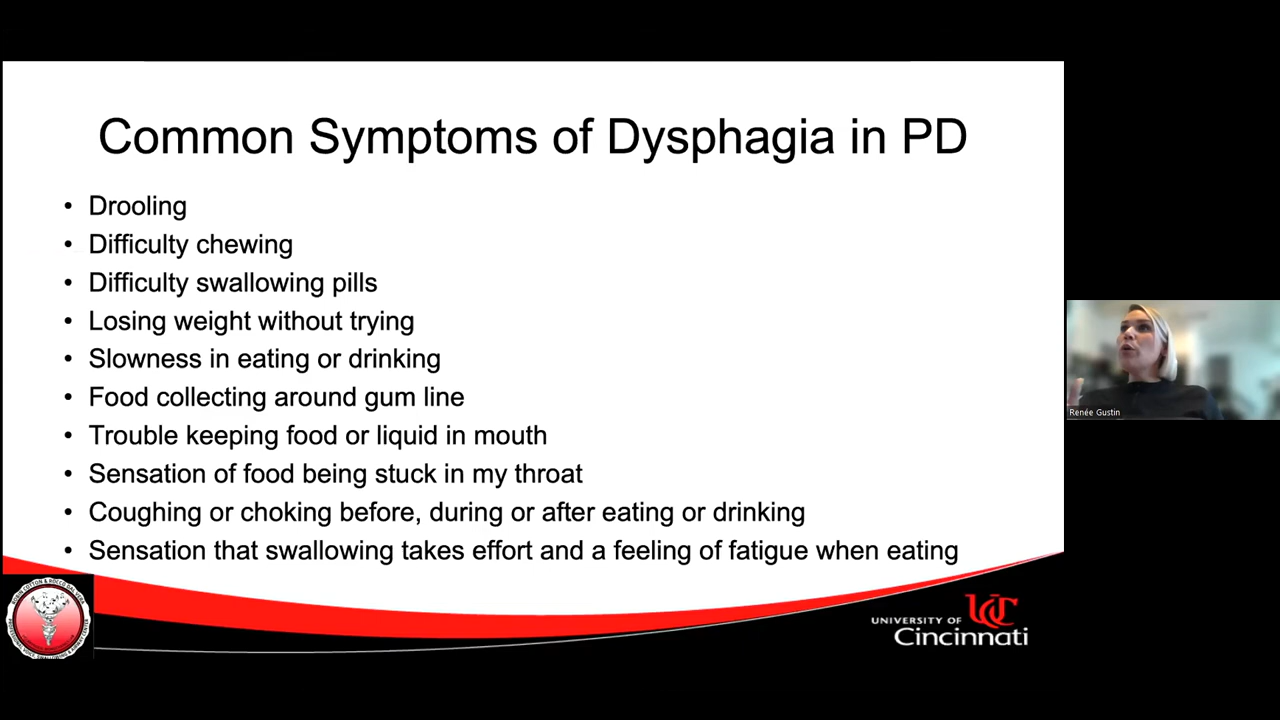 Common Symptoms of Dysphagia in PD
• Drooling
• Difficulty chewing
• Difficulty swallowing pills
• Losing weight without trying
• Slowness in eating or drinking
• Food collecting around gum line
• Trouble keeping food or liquid in mouth
• Sensation of food being stuck in my throat
• Coughing or choking before, during or after eating or drinking
• Sensation that swallowing takes effort and a feeling of fatigue when eating
UNIVERSITY OF
Cincinnati
UC
Renée Gustin